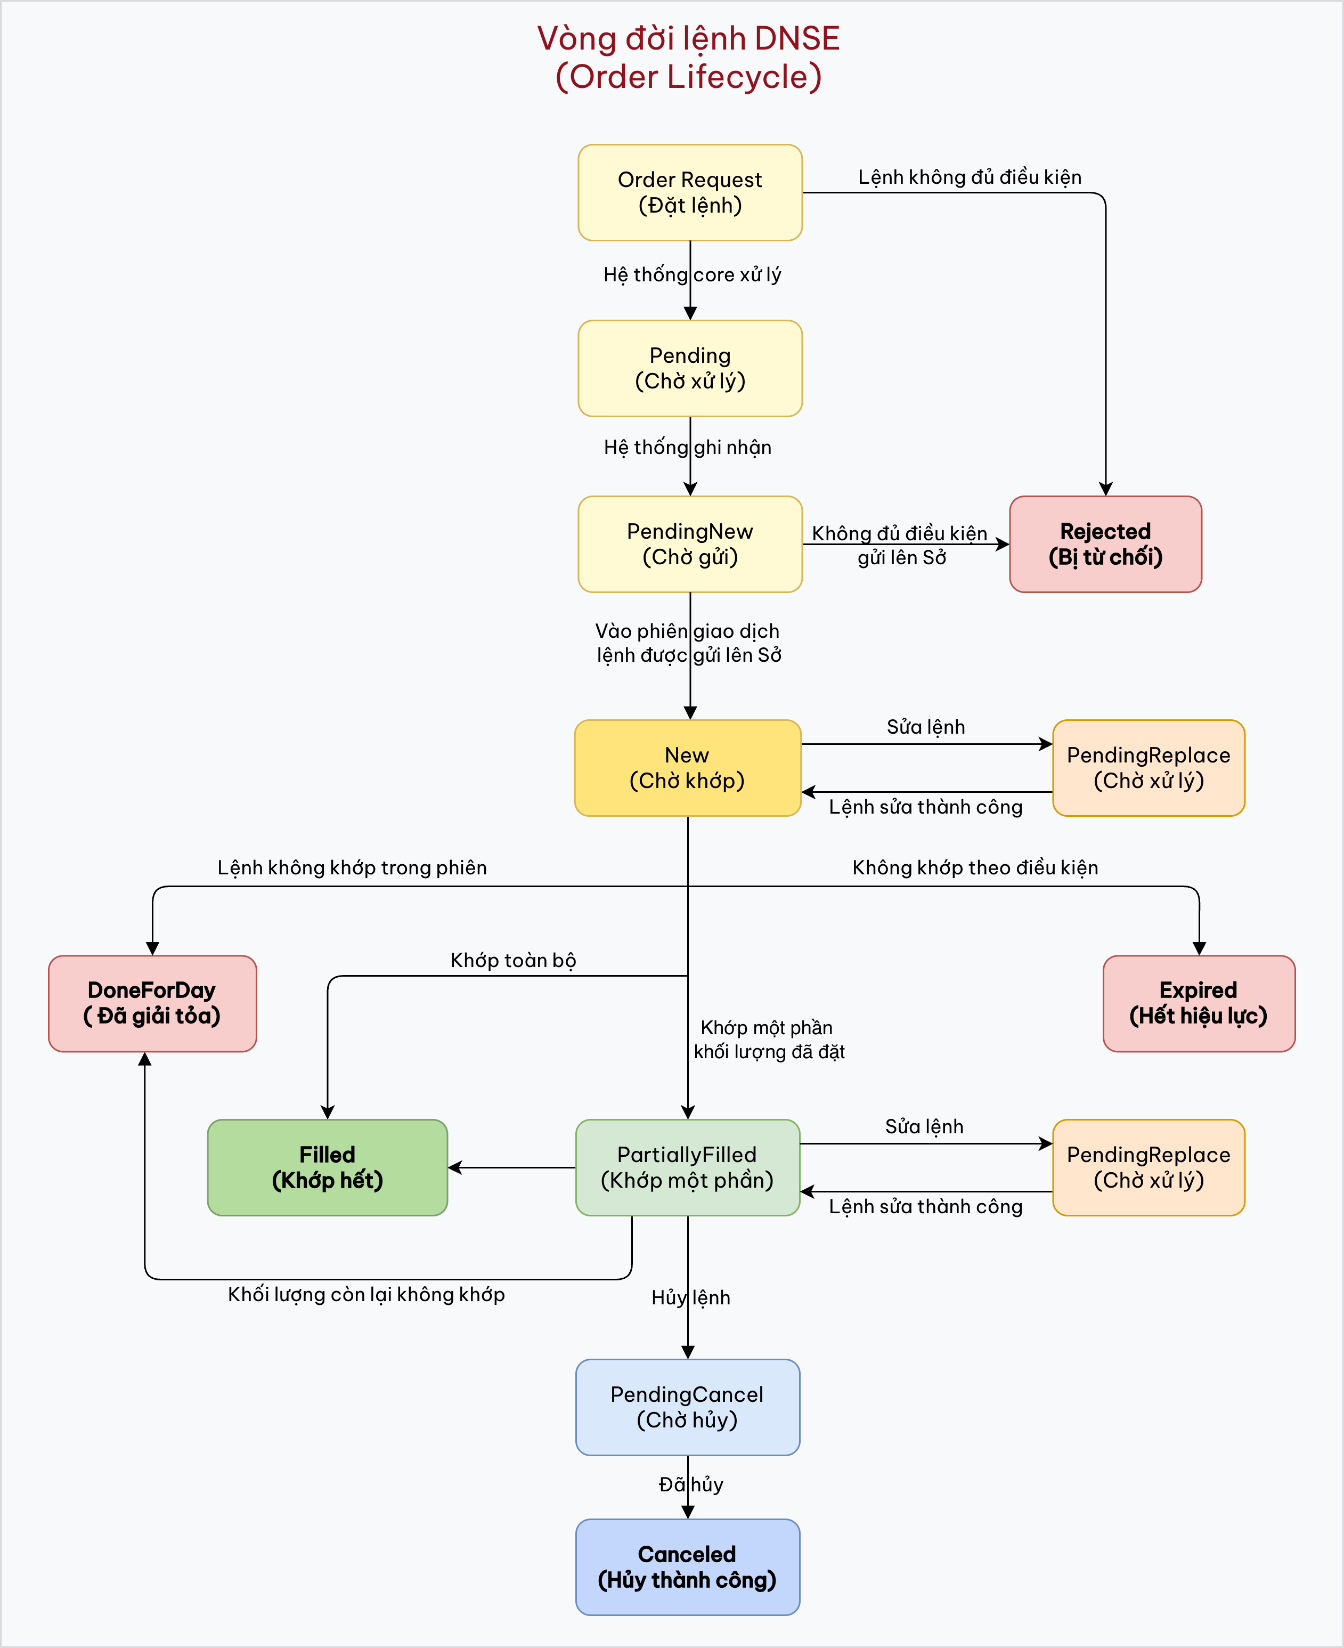 Vòng đời lệnh DNSE
(Order Lifecycle)
Order Request
(Đặt lệnh)
Lệnh không đủ điều kiện
Hệ thống core xử lý
Pending
(Chờ xử lý)
Hệ thống ghi nhận
PendingNew
(Chờ gửi)
Không đủ điều kiện
gửi lên Sở
Rejected
(Bị từ chối)
Vào phiên giao dịch
lệnh được gửi lên Sở
New
(Chờ khớp)
Sửa lệnh
Lệnh sửa thành công
PendingReplace
(Chờ xử lý)
Lệnh không khớp trong phiên
Không khớp theo điều kiện
DoneForDay
( Đã giải tỏa)
Khớp toàn bộ
Expired
(Hết hiệu lực)
Khớp một phần
khối lượng đã đặt
Filled
(Khớp hết)
PartiallyFilled
(Khớp một phần)
Sửa lệnh
Lệnh sửa thành công
PendingReplace
(Chờ xử lý)
Khối lượng còn lại không khớp
Hủy lệnh
PendingCancel
(Chờ hủy)
Đã hủy
Canceled
(Hủy thành công)